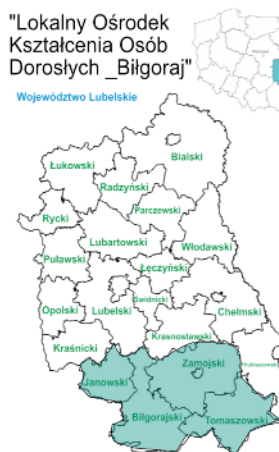 "Lokalny Ośrodek
Kształcenia Osób
Dorosłych _Biłgoraj"
Województwo Lubelskie
Bialski
Łukowski
Radzyński
Parczewski
Rycki
Lubartowski
Włodawski
Puławski
Łęczyński
Świdnicki
Opolski
Lubelski
Chełmski
Krasnostawski
Kraśnicki
Zamojski
Hrubieszowski
Janowski
Biłgorajski
Tomaszowski